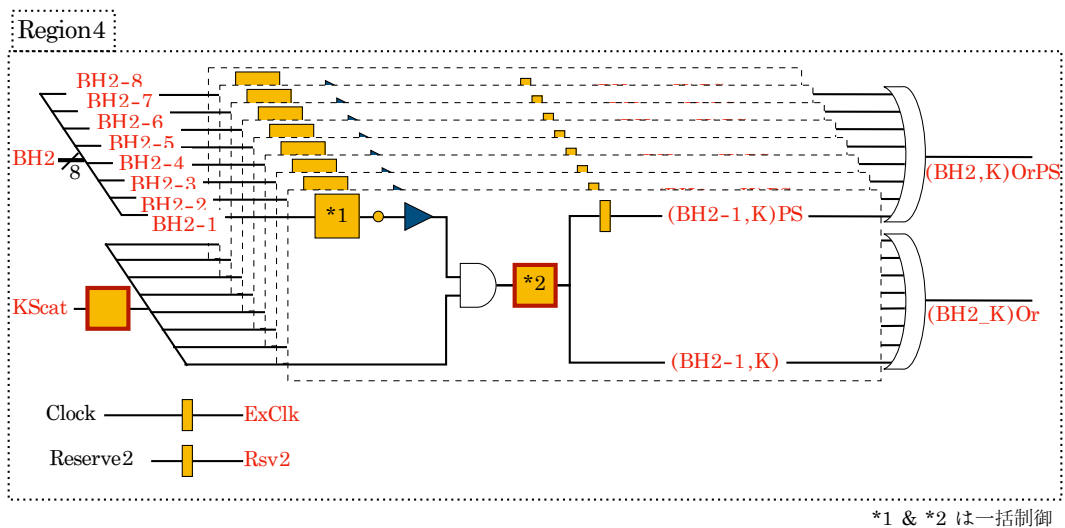 Region4
BH2-8
BH2-7
BH2-6
BH2-5
BH2-4
BH2-3
BH2-2
BH2-1
BH2
8
*1
(BH2-1,K)PS
(BH2,K)OrPS
KScat
*2
(BH2_K)Or
(BH2-1,K)
Clock
ExClk
Reserve2
Rsv2
*1 & *2 は一括制御